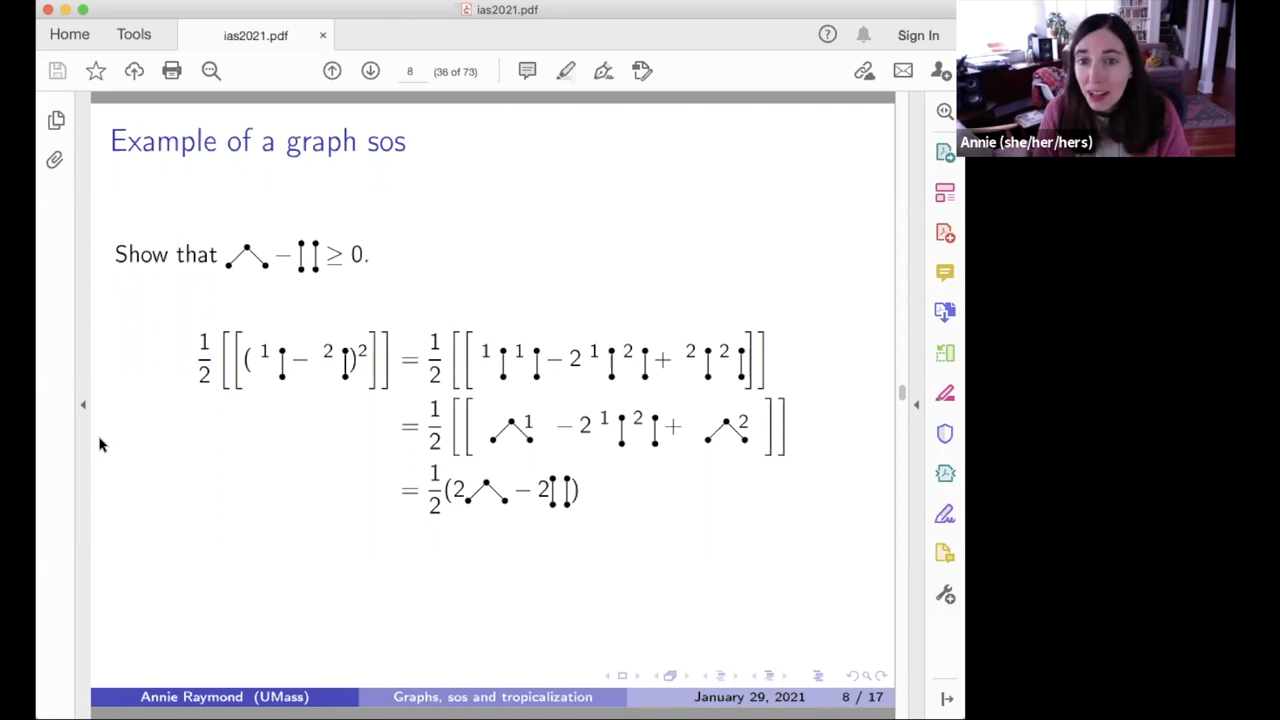 ias2021.pdf
Home Tools ias2021.pdf × ? Sign In
8 (36 of 73)
Annie (she/her/hers)
Example of a graph sos
Show that − ≥ 0.
1/2 [[( 1 − 2 )²]] = 1/2 [[ 1 1 − 2 1 2 + 2 2 ]]
= 1/2 [[ 1 − 2 1 2 + 2 ]]
= 1/2 (2 − 2 )
Annie Raymond (UMass) Graphs, sos and tropicalization January 29, 2021 8 / 17